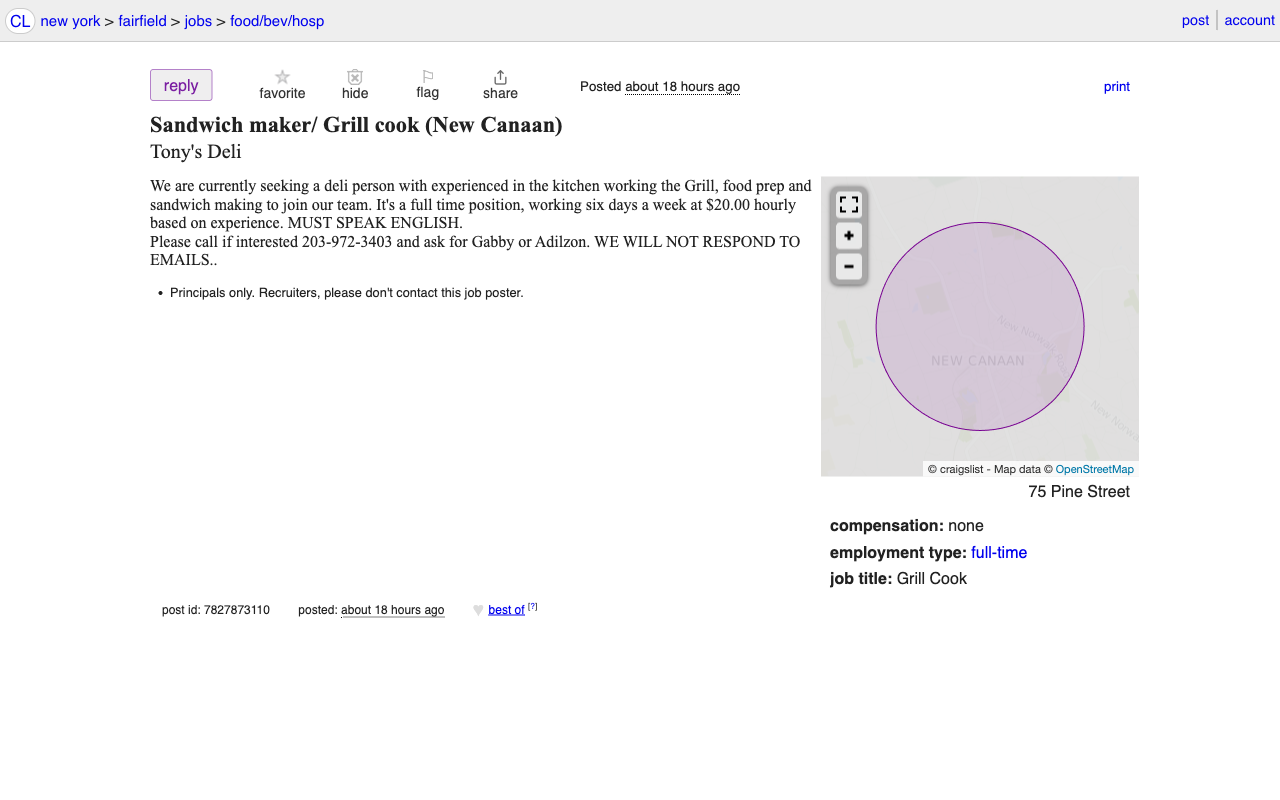 CL new york > fairfield > jobs > food/bev/hosp post account
reply favorite hide flag share Posted about 18 hours ago print
Sandwich maker/ Grill cook (New Canaan)
Tony's Deli
We are currently seeking a deli person with experienced in the kitchen working the Grill, food prep and
sandwich making to join our team. It's a full time position, working six days a week at $20.00 hourly
based on experience. MUST SPEAK ENGLISH.
Please call if interested 203-972-3403 and ask for Gabby or Adilzon. WE WILL NOT RESPOND TO
EMAILS..
• Principals only. Recruiters, please don't contact this job poster.
+
−
NEW CANAAN
© craigslist - Map data © OpenStreetMap
75 Pine Street
compensation: none
employment type: full-time
job title: Grill Cook
post id: 7827873110 posted: about 18 hours ago ♥ best of [?]